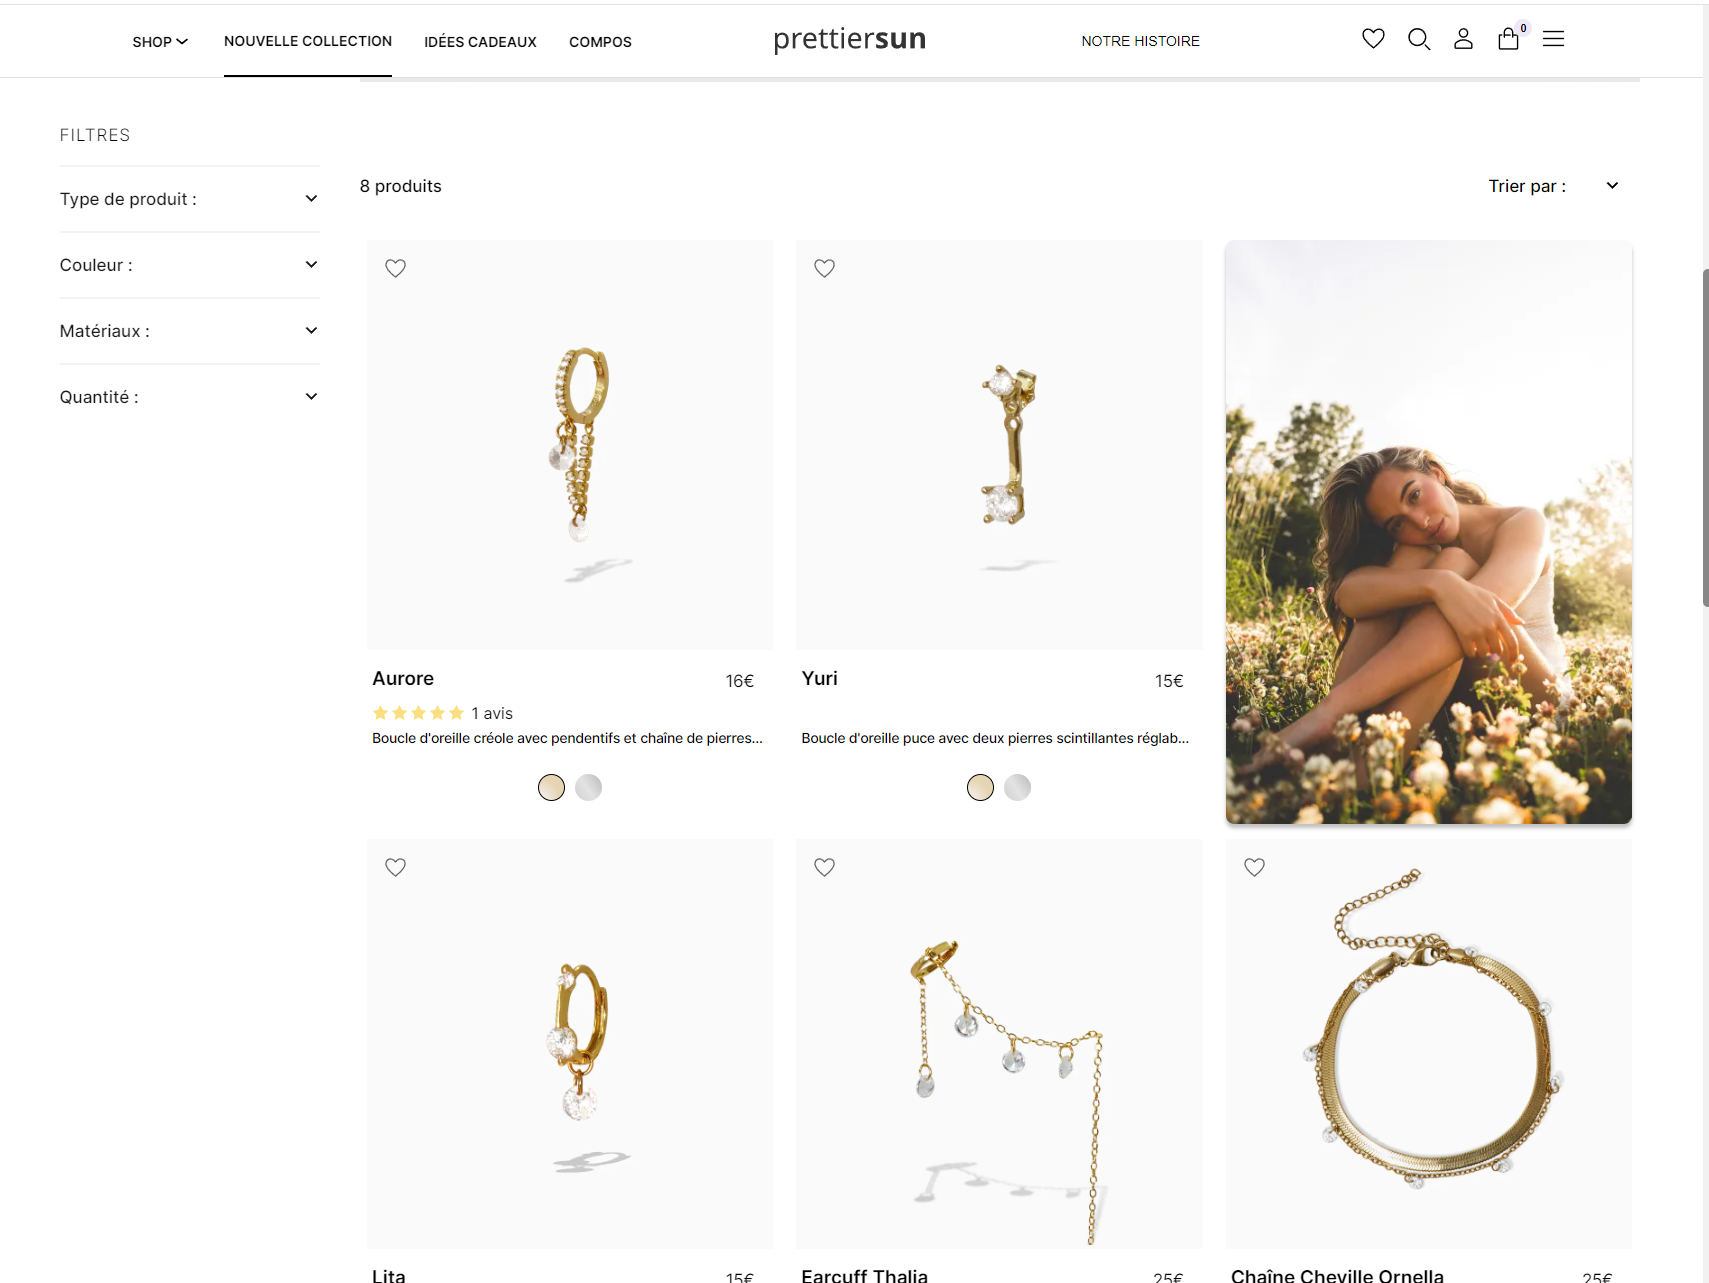 SHOP
NOUVELLE COLLECTION
IDÉES CADEAUX
COMPOS
prettiersun
NOTRE HISTOIRE
0
FILTRES
Type de produit :
Couleur :
Matériaux :
Quantité :
8 produits
Trier par :
Aurore
16€
1 avis
Boucle d'oreille créole avec pendentifs et chaîne de pierres...
Yuri
15€
Boucle d'oreille puce avec deux pierres scintillantes réglab...
Lita
15€
Earcuff Thalia
25€
Chaîne Cheville Ornella
25€